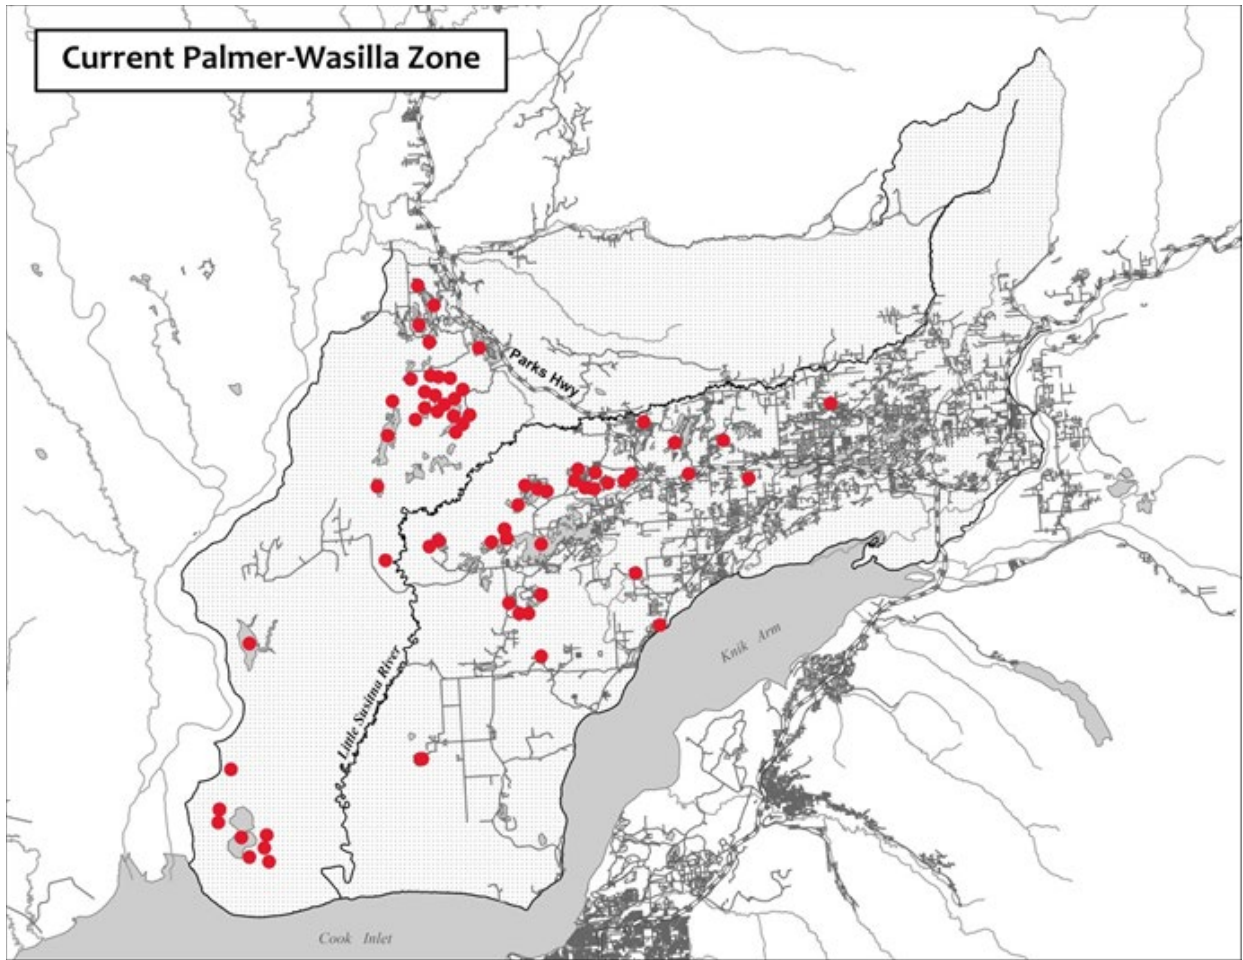 Current Palmer-Wasilla Zone
Parks Hwy
Knik Arm
Little Susitna River
Cook Inlet